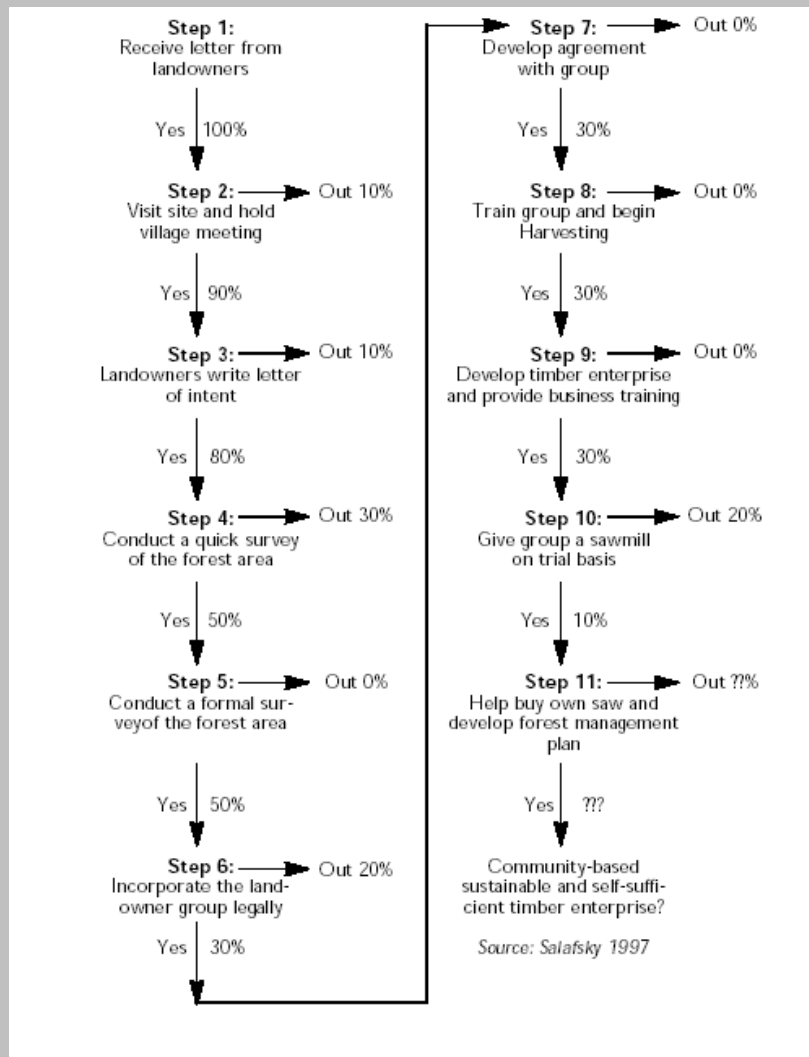 Step 1:
Receive letter from
landowners
Yes 100%
Step 2: Out 10%
Visit site and hold
village meeting
Yes 90%
Step 3: Out 10%
Landowners write letter
of intent
Yes 80%
Step 4: Out 30%
Conduct a quick survey
of the forest area
Yes 50%
Step 5: Out 0%
Conduct a formal sur-
veyof the forest area
Yes 50%
Step 6: Out 20%
Incorporate the land-
owner group legally
Yes 30%
Step 7: Out 0%
Develop agreement
with group
Yes 30%
Step 8: Out 0%
Train group and begin
Harvesting
Yes 30%
Step 9: Out 0%
Develop timber enterprise
and provide business training
Yes 30%
Step 10: Out 20%
Give group a sawmill
on trial basis
Yes 10%
Step 11: Out ??%
Help buy own saw and
develop forest management
plan
Yes ???
Community-based
sustainable and self-suffi-
cient timber enterprise?
Source: Salafsky 1997